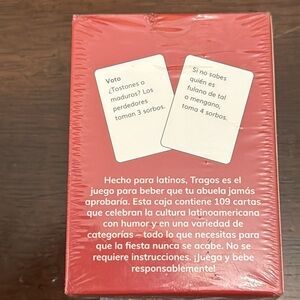 Vota
¿Tostones o
maduros? Los
perdedores
toman 3 sorbos.
Si no sabes
quién es
fulano de tal
o mengano,
toma 4 sorbos.
Hecho para latinos, Tragos es el
juego para beber que tu abuela jamás
aprobaría. Esta caja contiene 109 cartas
que celebran la cultura latinoamericana
con humor y en una variedad de
categorías – todo lo que necesitas para
que la fiesta nunca se acabe. No se
requiere instrucciones. ¡Juega y bebe
responsablemente!